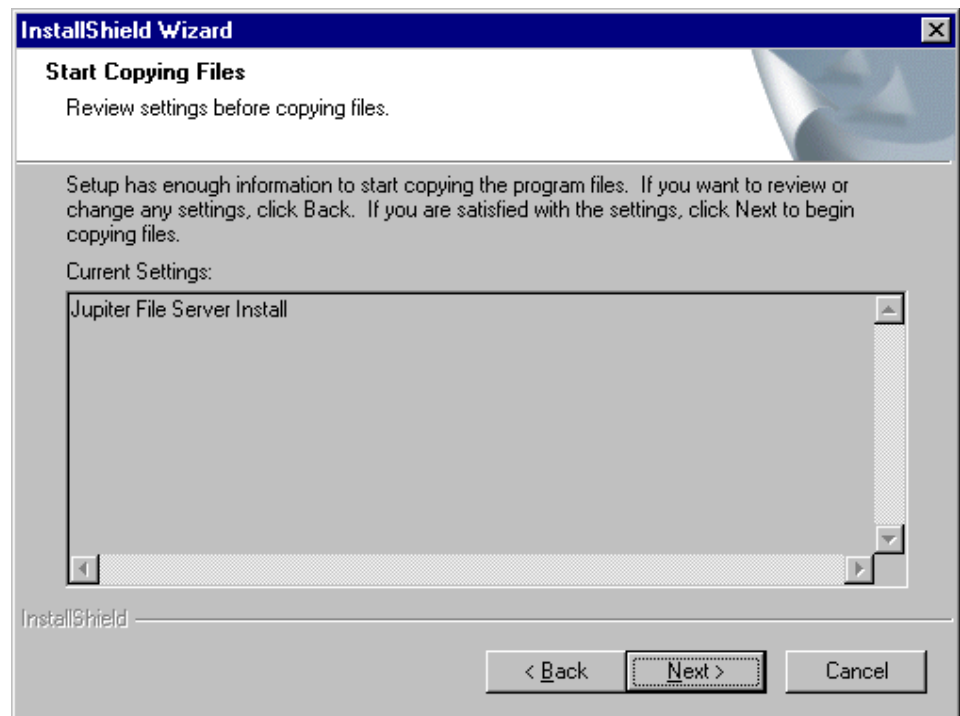 InstallShield Wizard
Start Copying Files
Review settings before copying files.
Setup has enough information to start copying the program files.  If you want to review or
change any settings, click Back.  If you are satisfied with the settings, click Next to begin
copying files.
Current Settings:
Jupiter File Server Install
InstallShield
< Back
Next >
Cancel